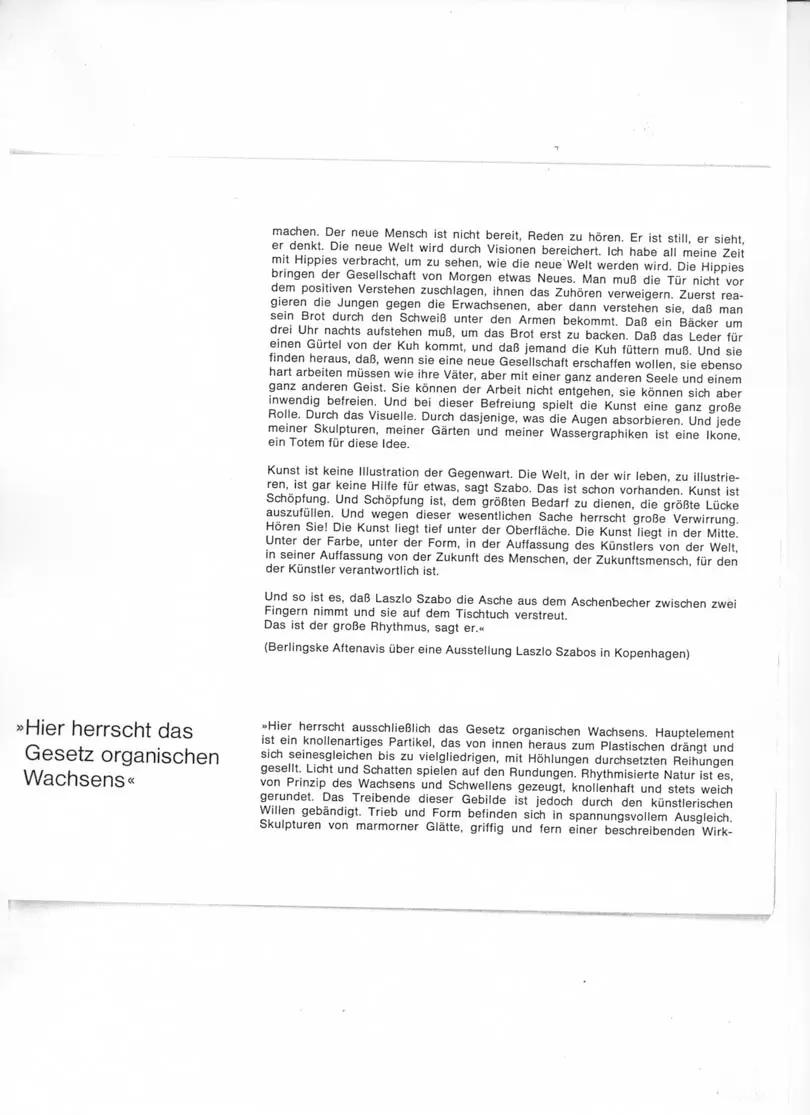 machen. Der neue Mensch ist nicht bereit, Reden zu hören. Er ist still, er sieht,
er denkt. Die neue Welt wird durch Visionen bereichert. Ich habe all meine Zeit
mit Hippies verbracht, um zu sehen, wie die neue Welt werden wird. Die Hippies
bringen der Gesellschaft von Morgen etwas Neues. Man muß die Tür nicht vor
dem positiven Verstehen zuschlagen, ihnen das Zuhören verweigern. Zuerst rea-
gieren die Jungen gegen die Erwachsenen, aber dann verstehen sie, daß man
sein Brot durch den Schweiß unter den Armen bekommt. Daß ein Bäcker um
drei Uhr nachts aufstehen muß, um das Brot erst zu backen. Daß das Leder für
einen Gürtel von der Kuh kommt, und daß jemand die Kuh füttern muß. Und sie
finden heraus, daß, wenn sie eine neue Gesellschaft erschaffen wollen, sie ebenso
hart arbeiten müssen wie ihre Väter, aber mit einer ganz anderen Seele und einem
ganz anderen Geist. Sie können der Arbeit nicht entgehen, sie können sich aber
inwendig befreien. Und bei dieser Befreiung spielt die Kunst eine ganz große
Rolle. Durch das Visuelle. Durch dasjenige, was die Augen absorbieren. Und jede
meiner Skulpturen, meiner Gärten und meiner Wassergraphiken ist eine Ikone,
ein Totem für diese Idee.
Kunst ist keine Illustration der Gegenwart. Die Welt, in der wir leben, zu illustrie-
ren, ist gar keine Hilfe für etwas, sagt Szabo. Das ist schon vorhanden. Kunst ist
Schöpfung. Und Schöpfung ist, dem größten Bedarf zu dienen, die größte Lücke
auszufüllen. Und wegen dieser wesentlichen Sache herrscht große Verwirrung.
Hören Sie! Die Kunst liegt tief unter der Oberfläche. Die Kunst liegt in der Mitte.
Unter der Farbe, unter der Form, in der Auffassung des Künstlers von der Welt,
in seiner Auffassung von der Zukunft des Menschen, der Zukunftsmensch, für den
der Künstler verantwortlich ist.
Und so ist es, daß Laszlo Szabo die Asche aus dem Aschenbecher zwischen zwei
Fingern nimmt und sie auf dem Tischtuch verstreut.
Das ist der große Rhythmus, sagt er.«
(Berlingske Aftenavis über eine Ausstellung Laszlo Szabos in Kopenhagen)
»Hier herrscht das
Gesetz organischen
Wachsens«
»Hier herrscht ausschließlich das Gesetz organischen Wachsens. Hauptelement
ist ein knollenartiges Partikel, das von innen heraus zum Plastischen drängt und
sich seinesgleichen bis zu vielgliedrigen, mit Höhlungen durchsetzten Reihungen
gesellt. Licht und Schatten spielen auf den Rundungen. Rhythmisierte Natur ist es,
von Prinzip des Wachsens und Schwellens gezeugt, knollenhaft und stets weich
gerundet. Das Treibende dieser Gebilde ist jedoch durch den künstlerischen
Willen gebändigt. Trieb und Form befinden sich in spannungsvollem Ausgleich.
Skulpturen von marmorner Glätte, griffig und fern einer beschreibenden Wirk-